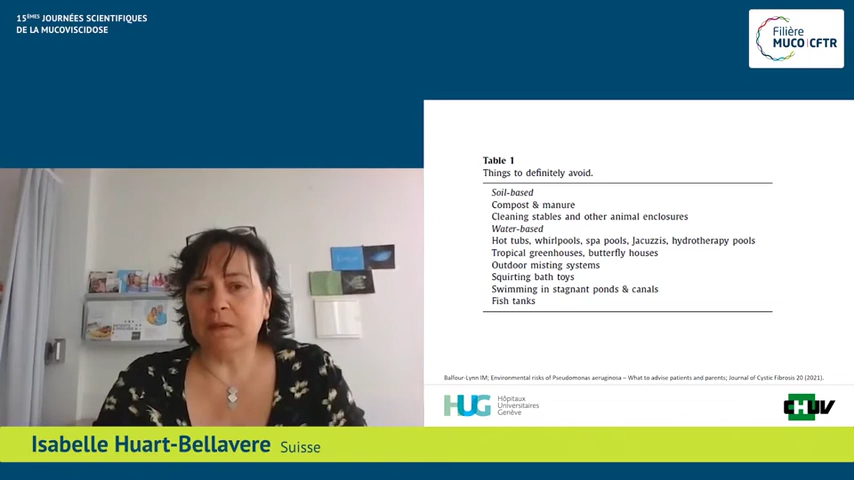 15ÈMES JOURNÉES SCIENTIFIQUES
DE LA MUCOVISCIDOSE
Filière
MUCO|CFTR
Table 1
Things to definitely avoid.
Soil-based
Compost & manure
Cleaning stables and other animal enclosures
Water-based
Hot tubs, whirlpools, spa pools, Jacuzzis, hydrotherapy pools
Tropical greenhouses, butterfly houses
Outdoor misting systems
Squirting bath toys
Swimming in stagnant ponds & canals
Fish tanks
Balfour-Lynn IM; Environmental risks of Pseudomonas aeruginosa – What to advise patients and parents; Journal of Cystic Fibrosis 20 (2021).
HUG
Hôpitaux
Universitaires
Genève
CHUV
Isabelle Huart-Bellavere Suisse